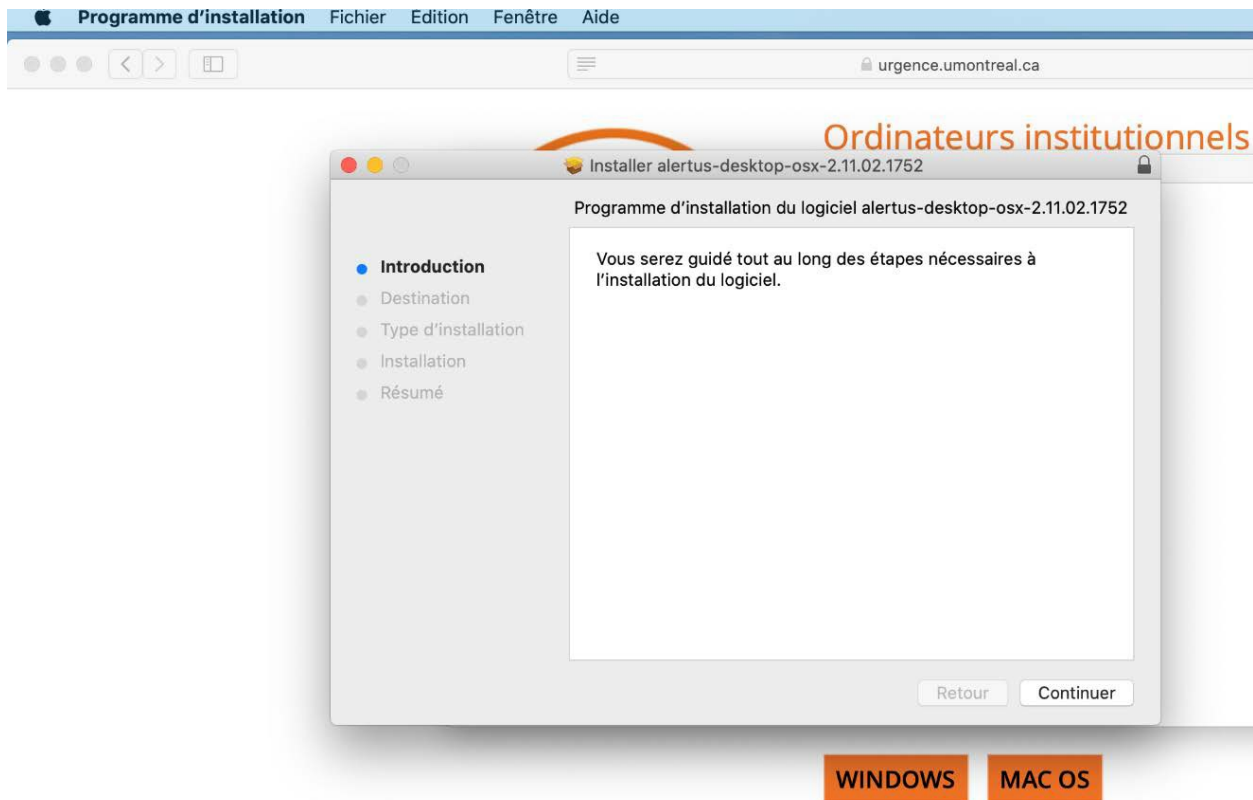 Programme d’installation Fichier Edition Fenêtre Aide
urgence.umontreal.ca
Ordinateurs institutionnels
Installer alertus-desktop-osx-2.11.02.1752
Programme d’installation du logiciel alertus-desktop-osx-2.11.02.1752
Introduction
Destination
Type d’installation
Installation
Résumé
Vous serez guidé tout au long des étapes nécessaires à
l’installation du logiciel.
Retour Continuer
WINDOWS MAC OS